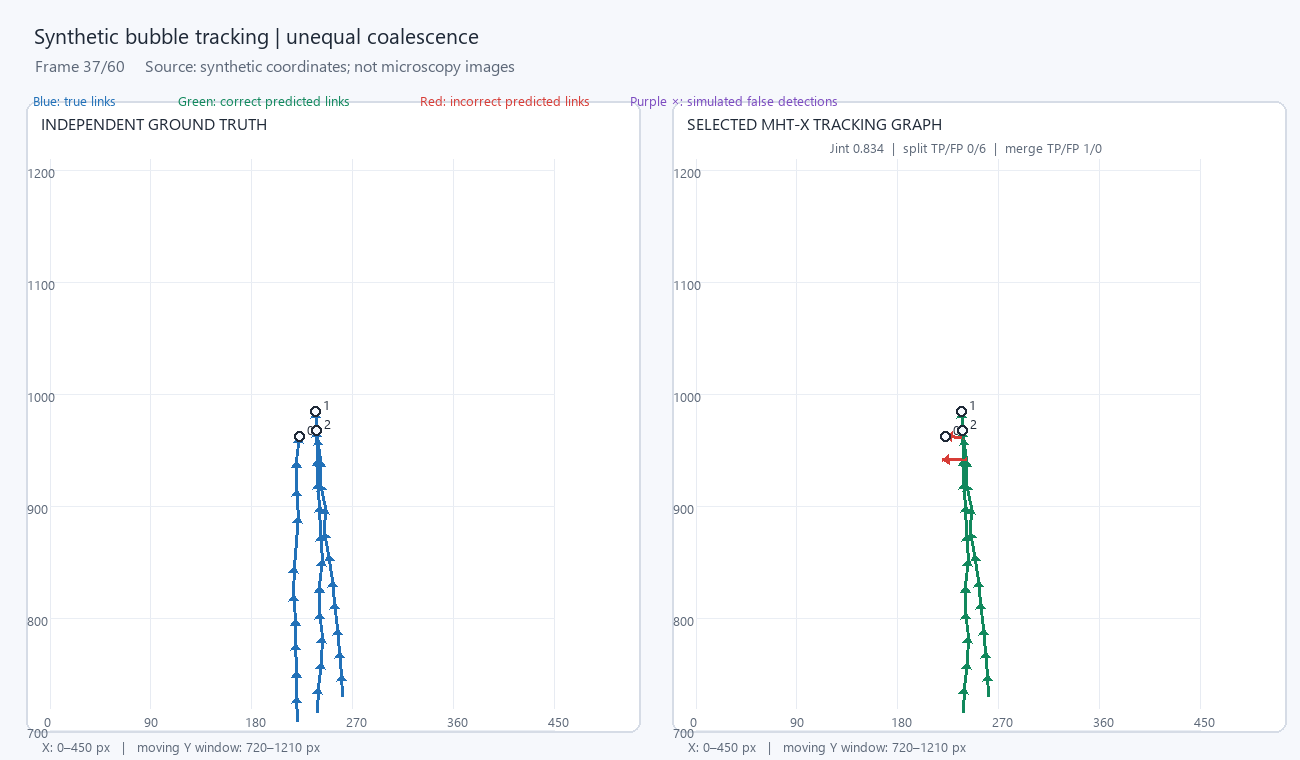 Synthetic bubble tracking | unequal coalescence
Frame 37/60 Source: synthetic coordinates; not microscopy images
Blue: true links Green: correct predicted links Red: incorrect predicted links Purple ×: simulated false detections
INDEPENDENT GROUND TRUTH
1200
1100
1000
900
800
700
1
2
0
0 90 180 270 360 450
X: 0–450 px | moving Y window: 720–1210 px
SELECTED MHT-X TRACKING GRAPH
Jint 0.834 | split TP/FP 0/6 | merge TP/FP 1/0
1200
1100
1000
900
800
700
1
2
0
0 90 180 270 360 450
X: 0–450 px | moving Y window: 720–1210 px